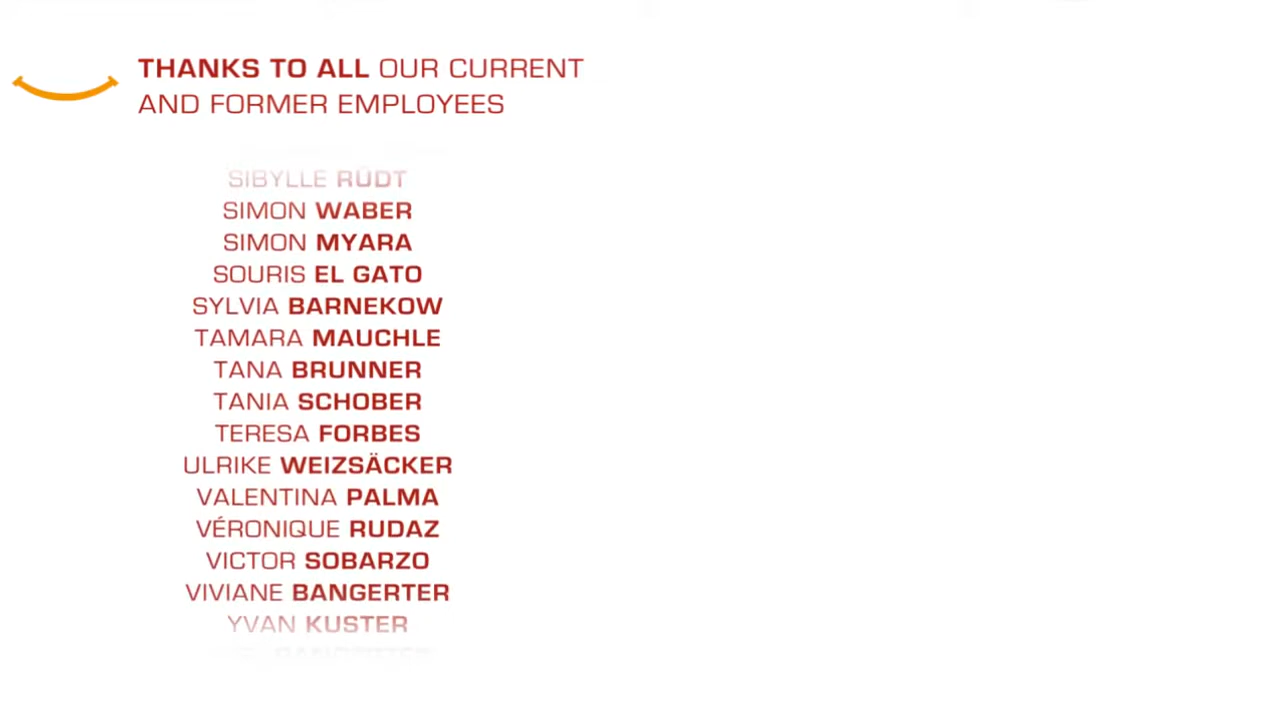 THANKS TO ALL OUR CURRENT
AND FORMER EMPLOYEES
SIBYLLE RÜDT
SIMON WABER
SIMON MYARA
SOURIS EL GATO
SYLVIA BARNEKOW
TAMARA MAUCHLE
TANA BRUNNER
TANIA SCHOBER
TERESA FORBES
ULRIKE WEIZSÄCKER
VALENTINA PALMA
VÉRONIQUE RUDAZ
VICTOR SOBARZO
VIVIANE BANGERTER
YVAN KUSTER